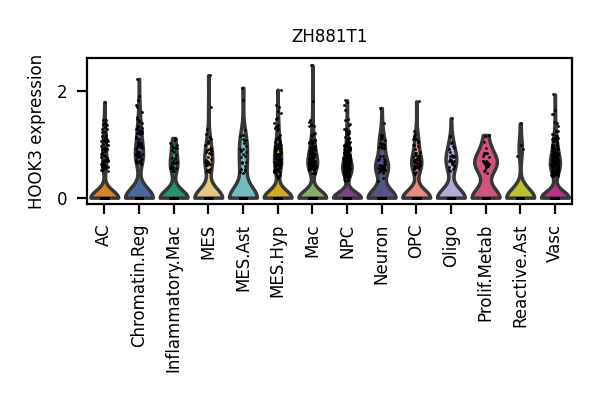 ZH881T1
HOOK3 expression
2
0
AC
Chromatin.Reg
Inflammatory.Mac
MES
MES.Ast
MES.Hyp
Mac
NPC
Neuron
OPC
Oligo
Prolif.Metab
Reactive.Ast
Vasc